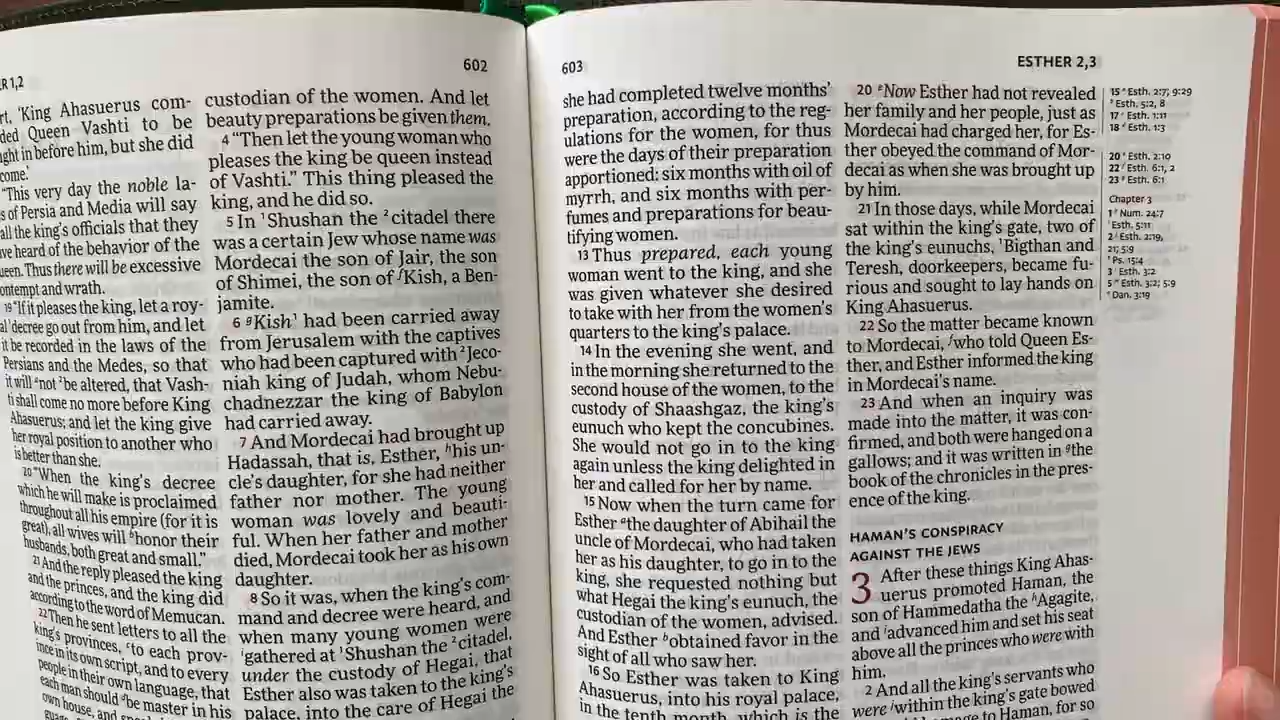 602
rt, 'King Ahasuerus com-
ded Queen Vashti to be
ght in before him, but she did
come.'
"This very day the noble la-
s of Persia and Media will say
all the king's officials that they
ve heard of the behavior of the
ueen. Thus there will be excessive
ontempt and wrath.
19 "If it pleases the king, let a roy-
al decree go out from him, and let
it be recorded in the laws of the
Persians and the Medes, so that
it will not 2be altered, that Vash-
ti shall come no more before King
Ahasuerus; and let the king give
her royal position to another who
is better than she.
20 "When the king's decree
which he will make is proclaimed
throughout all his empire (for it is
great), all wives will honor their
husbands, both great and small."
21 And the reply pleased the king
and the princes, and the king did
according to the word of Memucan.
22 Then he sent letters to all the
king's provinces, to each prov-
ince in its own script, and to every
people in their own language, that
each man should be master in his
own house, and
custodian of the women. And let
beauty preparations be given them.
4 "Then let the young woman who
pleases the king be queen instead
of Vashti." This thing pleased the
king, and he did so.
5 In 1Shushan the 2citadel there
was a certain Jew whose name was
Mordecai the son of Jair, the son
of Shimei, the son of fKish, a Ben-
jamite.
6 gKish had been carried away
from Jerusalem with the captives
who had been captured with 2Jeco-
niah king of Judah, whom Nebu-
chadnezzar the king of Babylon
had carried away.
7 And Mordecai had brought up
Hadassah, that is, Esther, hhis un-
cle's daughter, for she had neither
father nor mother. The young
woman was lovely and beauti-
ful. When her father and mother
died, Mordecai took her as his own
daughter.
8 So it was, when the king's com-
mand and decree were heard, and
when many young women were
gathered at 1Shushan the 2citadel,
under the custody of Hegai, that
Esther also was taken to the king's
palace, into the care of Hegai the
603
ESTHER 2,3
she had completed twelve months'
preparation, according to the reg-
ulations for the women, for thus
were the days of their preparation
apportioned: six months with oil of
myrrh, and six months with per-
fumes and preparations for beau-
tifying women.
13 Thus prepared, each young
woman went to the king, and she
was given whatever she desired
to take with her from the women's
quarters to the king's palace.
14 In the evening she went, and
in the morning she returned to the
second house of the women, to the
custody of Shaashgaz, the king's
eunuch who kept the concubines.
She would not go in to the king
again unless the king delighted in
her and called for her by name.
15 Now when the turn came for
Esther athe daughter of Abihail the
uncle of Mordecai, who had taken
her as his daughter, to go in to the
king, she requested nothing but
what Hegai the king's eunuch, the
custodian of the women, advised.
And Esther bobtained favor in the
sight of all who saw her.
16 So Esther was taken to King
Ahasuerus, into his royal palace,
in the tenth month, which is the
20 eNow Esther had not revealed
her family and her people, just as
Mordecai had charged her, for Es-
ther obeyed the command of Mor-
decai as when she was brought up
by him.
21 In those days, while Mordecai
sat within the king's gate, two of
the king's eunuchs, 1Bigthan and
Teresh, doorkeepers, became fu-
rious and sought to lay hands on
King Ahasuerus.
22 So the matter became known
to Mordecai, fwho told Queen Es-
ther, and Esther informed the king
in Mordecai's name.
23 And when an inquiry was
made into the matter, it was con-
firmed, and both were hanged on a
gallows; and it was written in gthe
book of the chronicles in the pres-
ence of the king.
HAMAN'S CONSPIRACY
AGAINST THE JEWS
3 After these things King Ahas-
uerus promoted Haman, the
son of Hammedatha the hAgagite,
and iadvanced him and set his seat
above all the princes who were with
him.
2 And all the king's servants who
were within the king's gate bowed
to Haman, for so
15 a Esth. 2:7; 9:29
b Esth. 5:2, 8
17 c Esth. 1:11
18 d Esth. 1:3
20 e Esth. 2:10
22 f Esth. 6:1, 2
23 g Esth. 6:1
Chapter 3
1 h Num. 24:7
i Esth. 5:11
2 j Esth. 2:19,
21; 5:9
k Ps. 15:4
3 l Esth. 3:2
5 m Esth. 3:2; 5:9
n Dan. 3:19